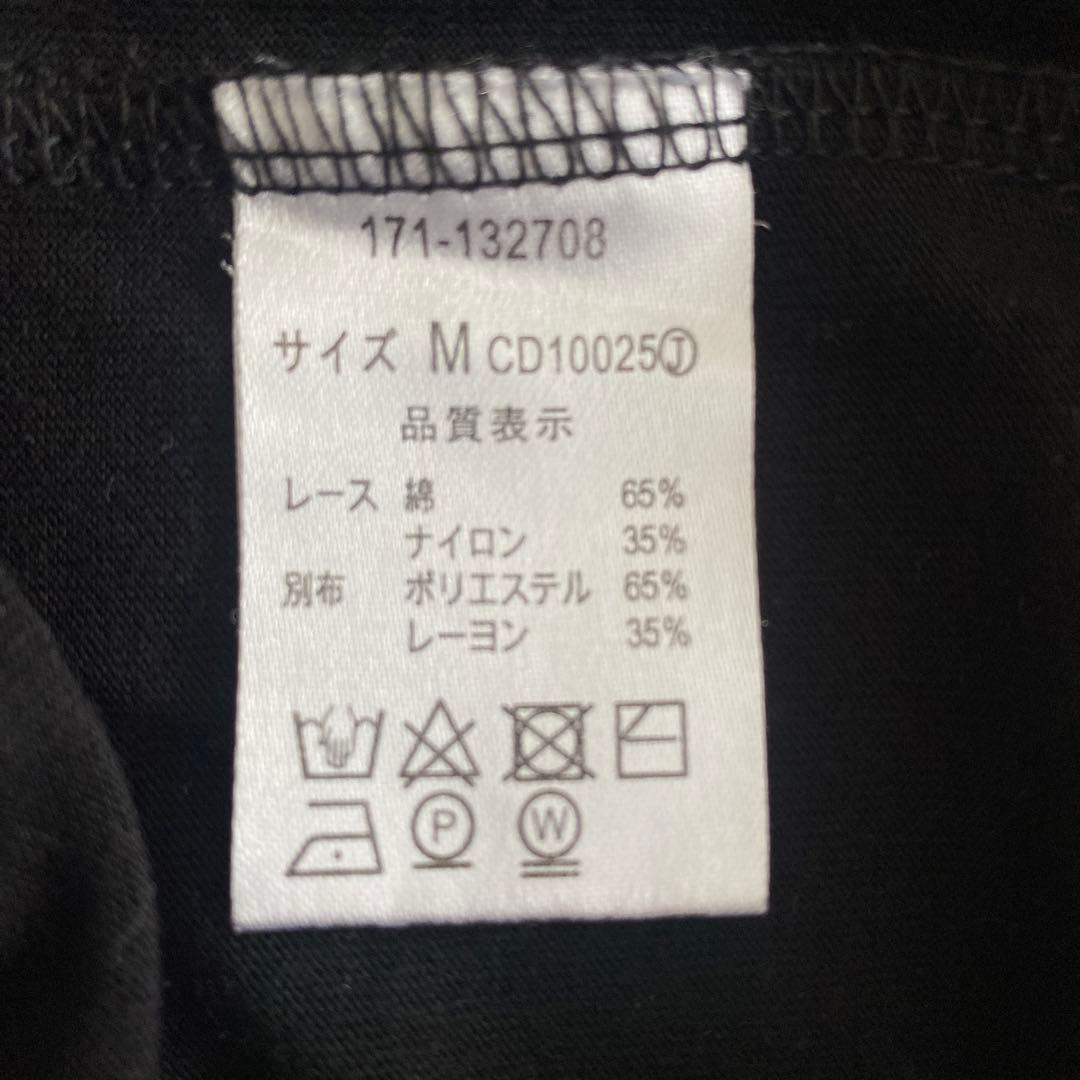 171-132708
サイズ M CD10025Ⓙ
品質表示
レース 綿 65%
ナイロン 35%
別布 ポリエステル 65%
レーヨン 35%
P W